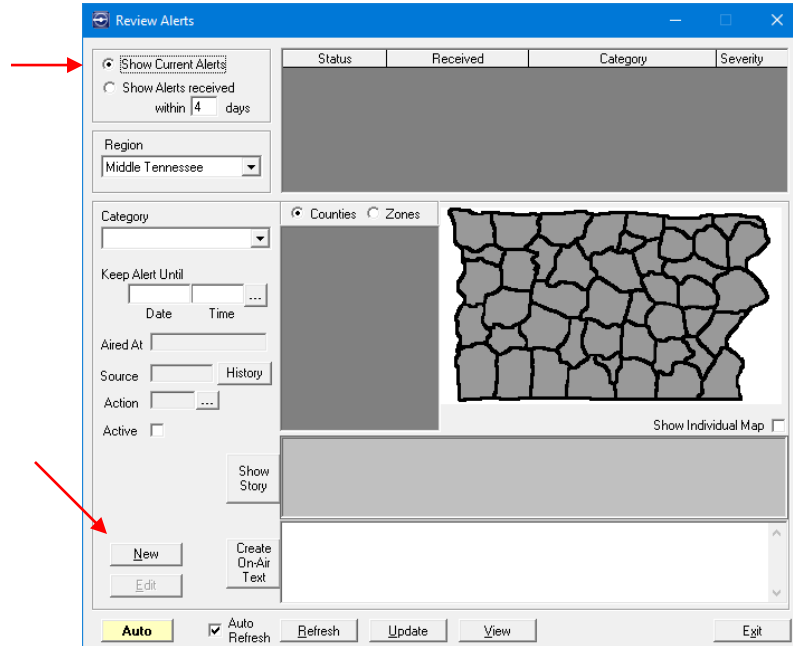 Review Alerts
Show Current Alerts
Show Alerts received
within 4 days
Status Received Category Severity
Region
Middle Tennessee
Category
Counties Zones
Keep Alert Until
...
Date Time
Aired At
Source History
Action ...
Active
Show Individual Map
Show
Story
New
Edit
Create
On-Air
Text
Auto
Auto
Refresh
Refresh
Update
View
Exit